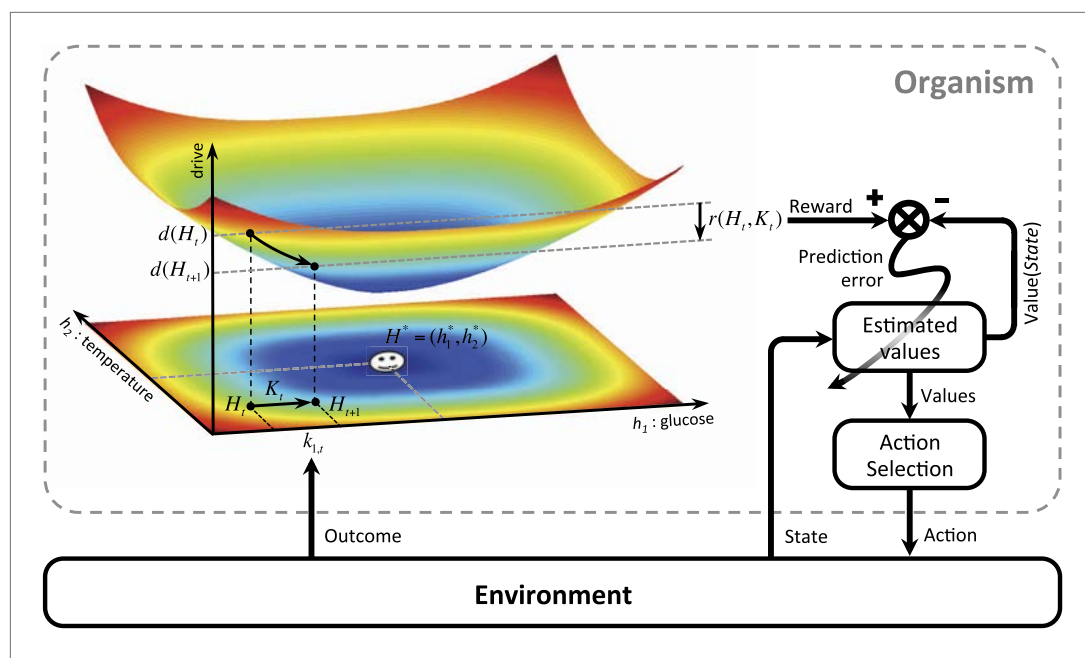 Organism
drive
d(H_t)
d(H_{t+1})
r(H_t, K_t)
Reward
+
−
Prediction
error
Value(State)
Estimated
values
Values
Action
Selection
h_2 : temperature
H^* = (h_1^*, h_2^*)
K_t
H_t
H_{t+1}
h_1 : glucose
k_{1,t}
Outcome
State
Action
Environment